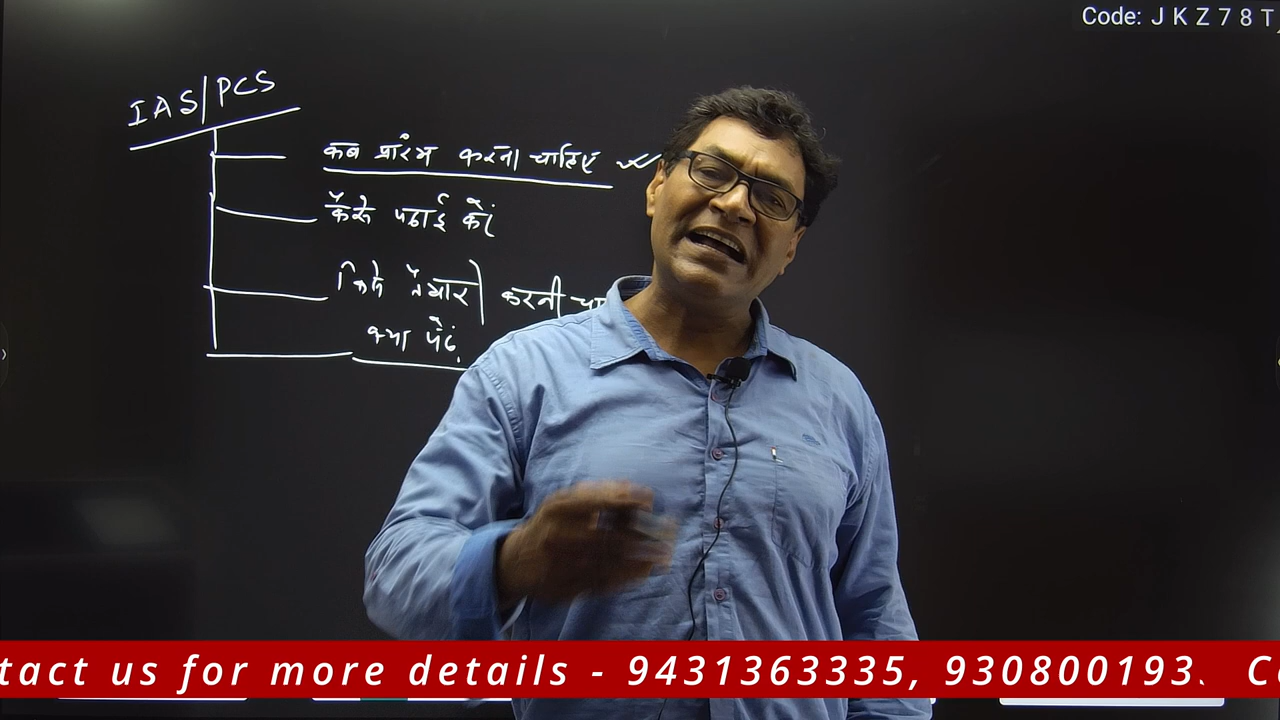 Code: J K Z 7 8 T
IAS/PCS
कब प्रारंभ करना चाहिए
कैसे पढाई करें
किसे तैयारी करनी चा
क्या पढें
tact us for more details - 9431363335, 930800193